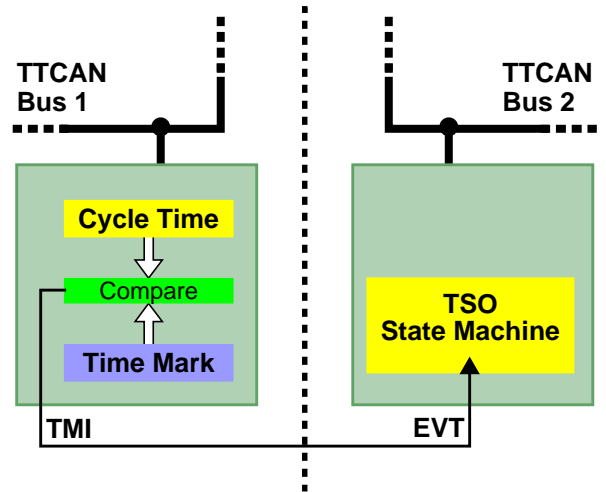 TTCAN
Bus 1
TTCAN
Bus 2
Cycle Time
Compare
Time Mark
TSO
State Machine
TMI
EVT